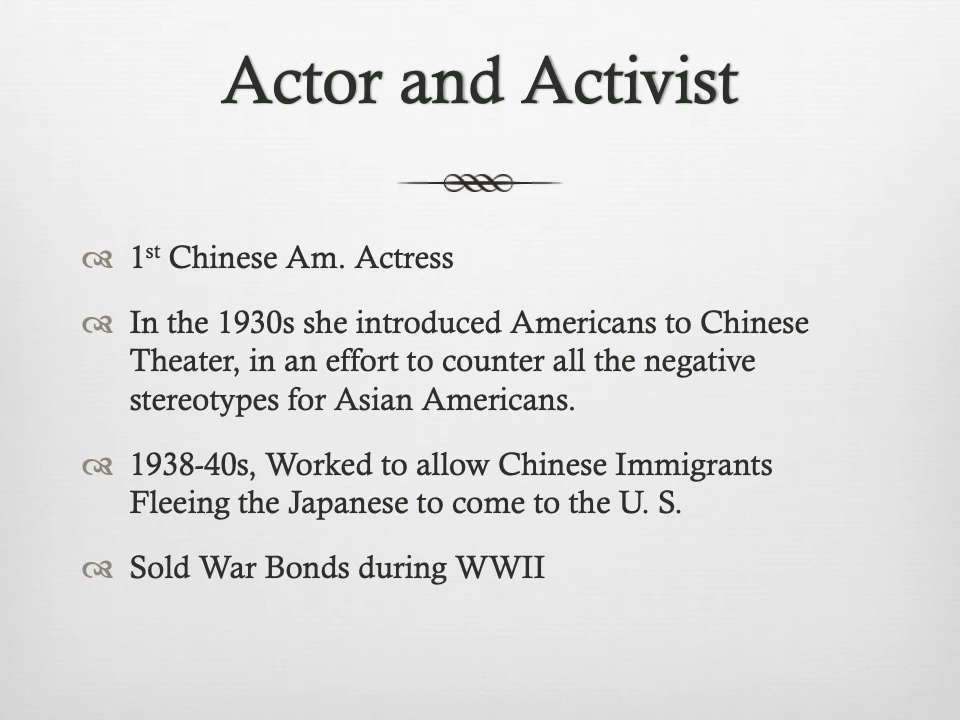 Actor and Activist
1st Chinese Am. Actress
In the 1930s she introduced Americans to Chinese
Theater, in an effort to counter all the negative
stereotypes for Asian Americans.
1938-40s, Worked to allow Chinese Immigrants
Fleeing the Japanese to come to the U. S.
Sold War Bonds during WWII